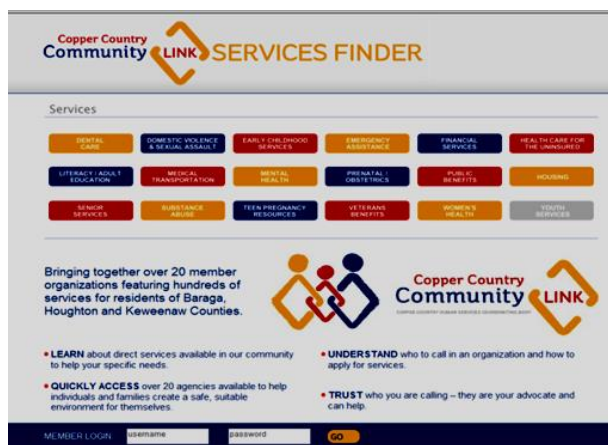 Copper Country
Community LINK SERVICES FINDER
Services
DENTAL CARE
DOMESTIC VIOLENCE & SEXUAL ASSAULT
EARLY CHILDHOOD SERVICES
EMERGENCY ASSISTANCE
FINANCIAL SERVICES
HEALTH CARE FOR THE UNINSURED
LITERACY / ADULT EDUCATION
MEDICAL TRANSPORTATION
MENTAL HEALTH
PRENATAL / OBSTETRICS
PUBLIC BENEFITS
HOUSING
SENIOR SERVICES
SUBSTANCE ABUSE
TEEN PREGNANCY RESOURCES
VETERANS BENEFITS
WOMEN'S HEALTH
YOUTH SERVICES
Bringing together over 20 member
organizations featuring hundreds of
services for residents of Baraga,
Houghton and Keweenaw Counties.
Copper Country
Community LINK
COPPER COUNTRY HUMAN SERVICES COORDINATING BODY
• LEARN about direct services available in our community
to help your specific needs.
• QUICKLY ACCESS over 20 agencies available to help
individuals and families create a safe, suitable
environment for themselves.
• UNDERSTAND who to call in an organization and how to
apply for services.
• TRUST who you are calling – they are your advocate and
can help.
MEMBER LOGIN username password GO